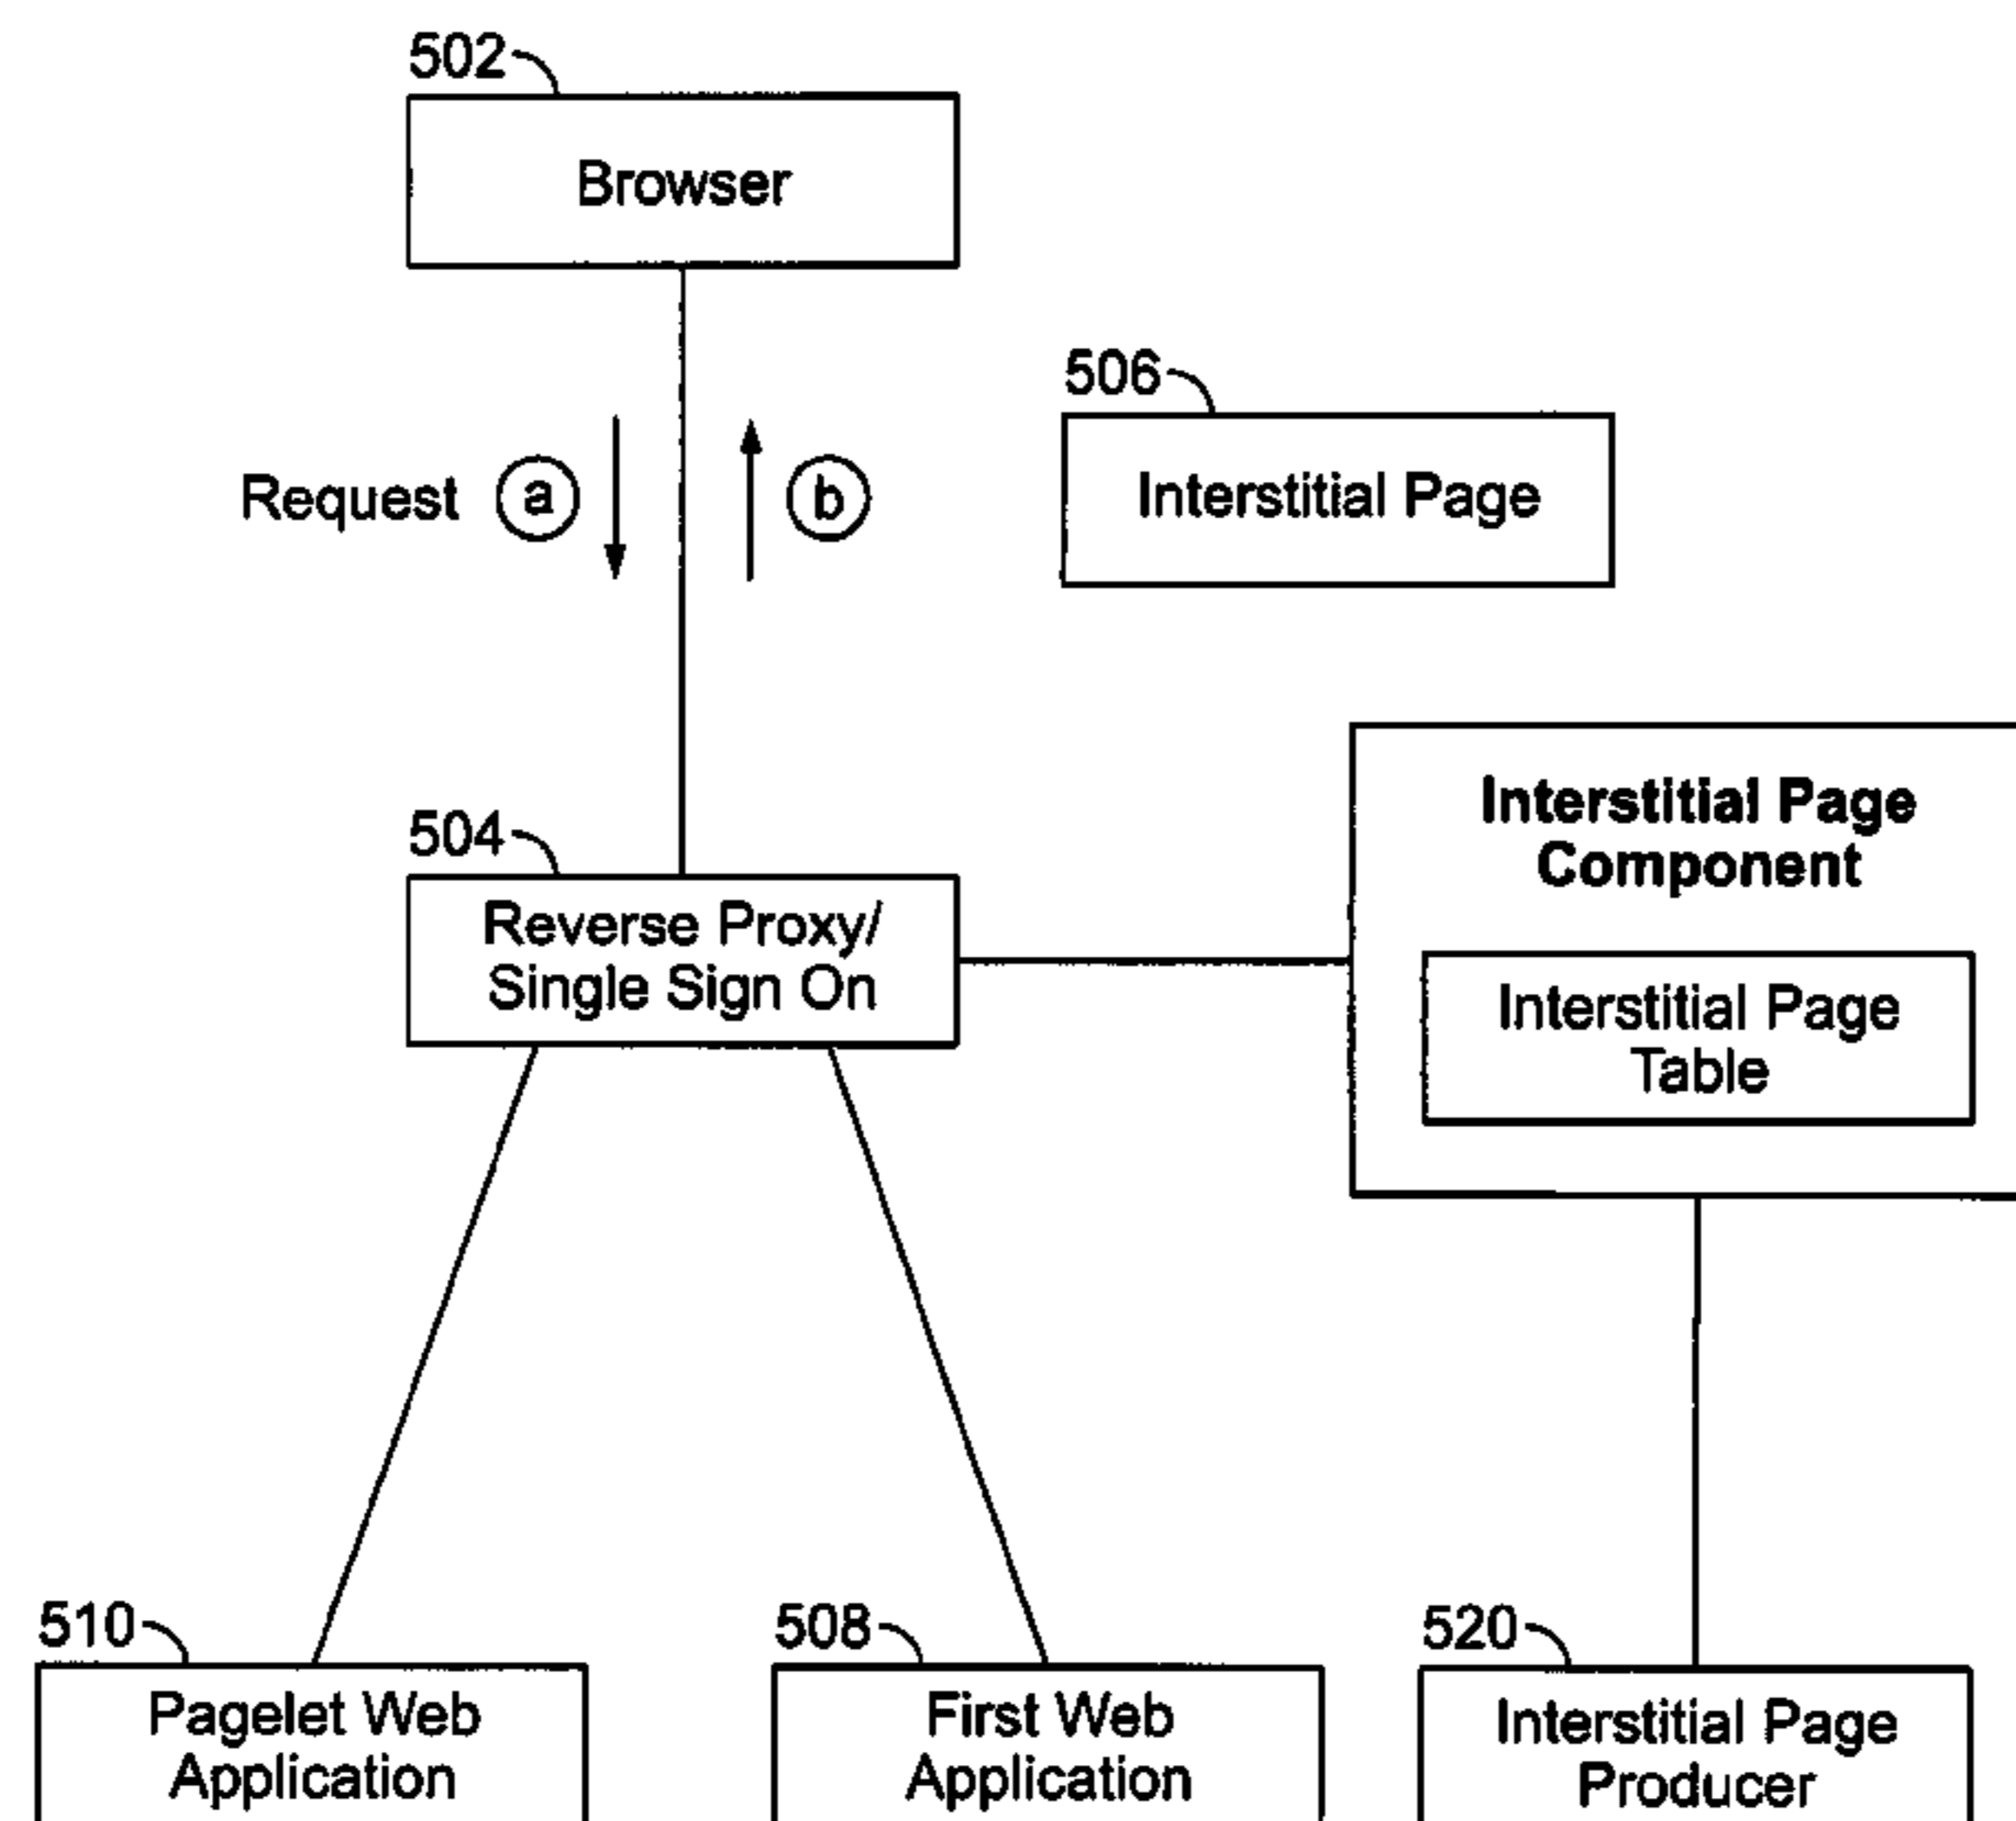 502
Browser
506
Request
a
b
Interstitial Page
504
Reverse Proxy/
Single Sign On
Interstitial Page
Component
Interstitial Page
Table
510
508
520
Pagelet Web
Application
First Web
Application
Interstitial Page
Producer